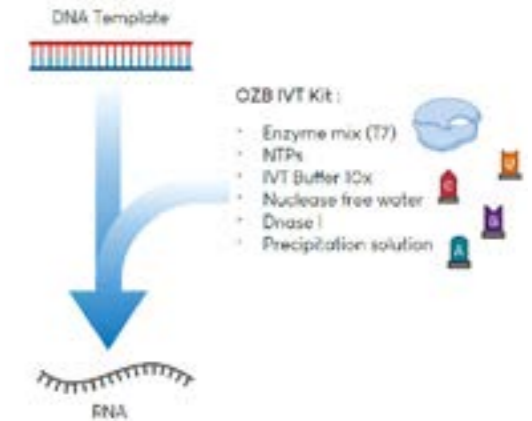 DNA Template
OZB IVT Kit :
· Enzyme mix (T7)
· NTPs
· IVT Buffer 10x
· Nuclease free water
· Dnase I
· Precipitation solution
U
C
G
A
RNA